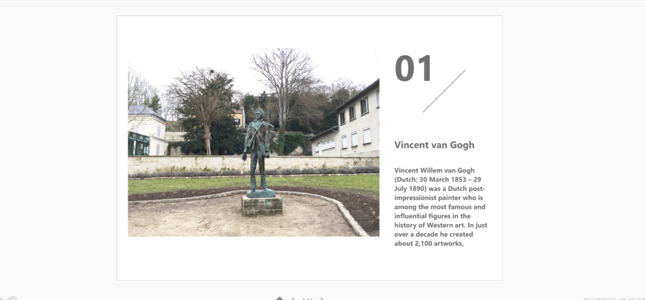 01
Vincent van Gogh
Vincent Willem van Gogh
(Dutch: 30 March 1853 – 29
July 1890) was a Dutch post-
impressionist painter who is
among the most famous and
influential figures in the
history of Western art. In just
over a decade he created
about 2,100 artworks,